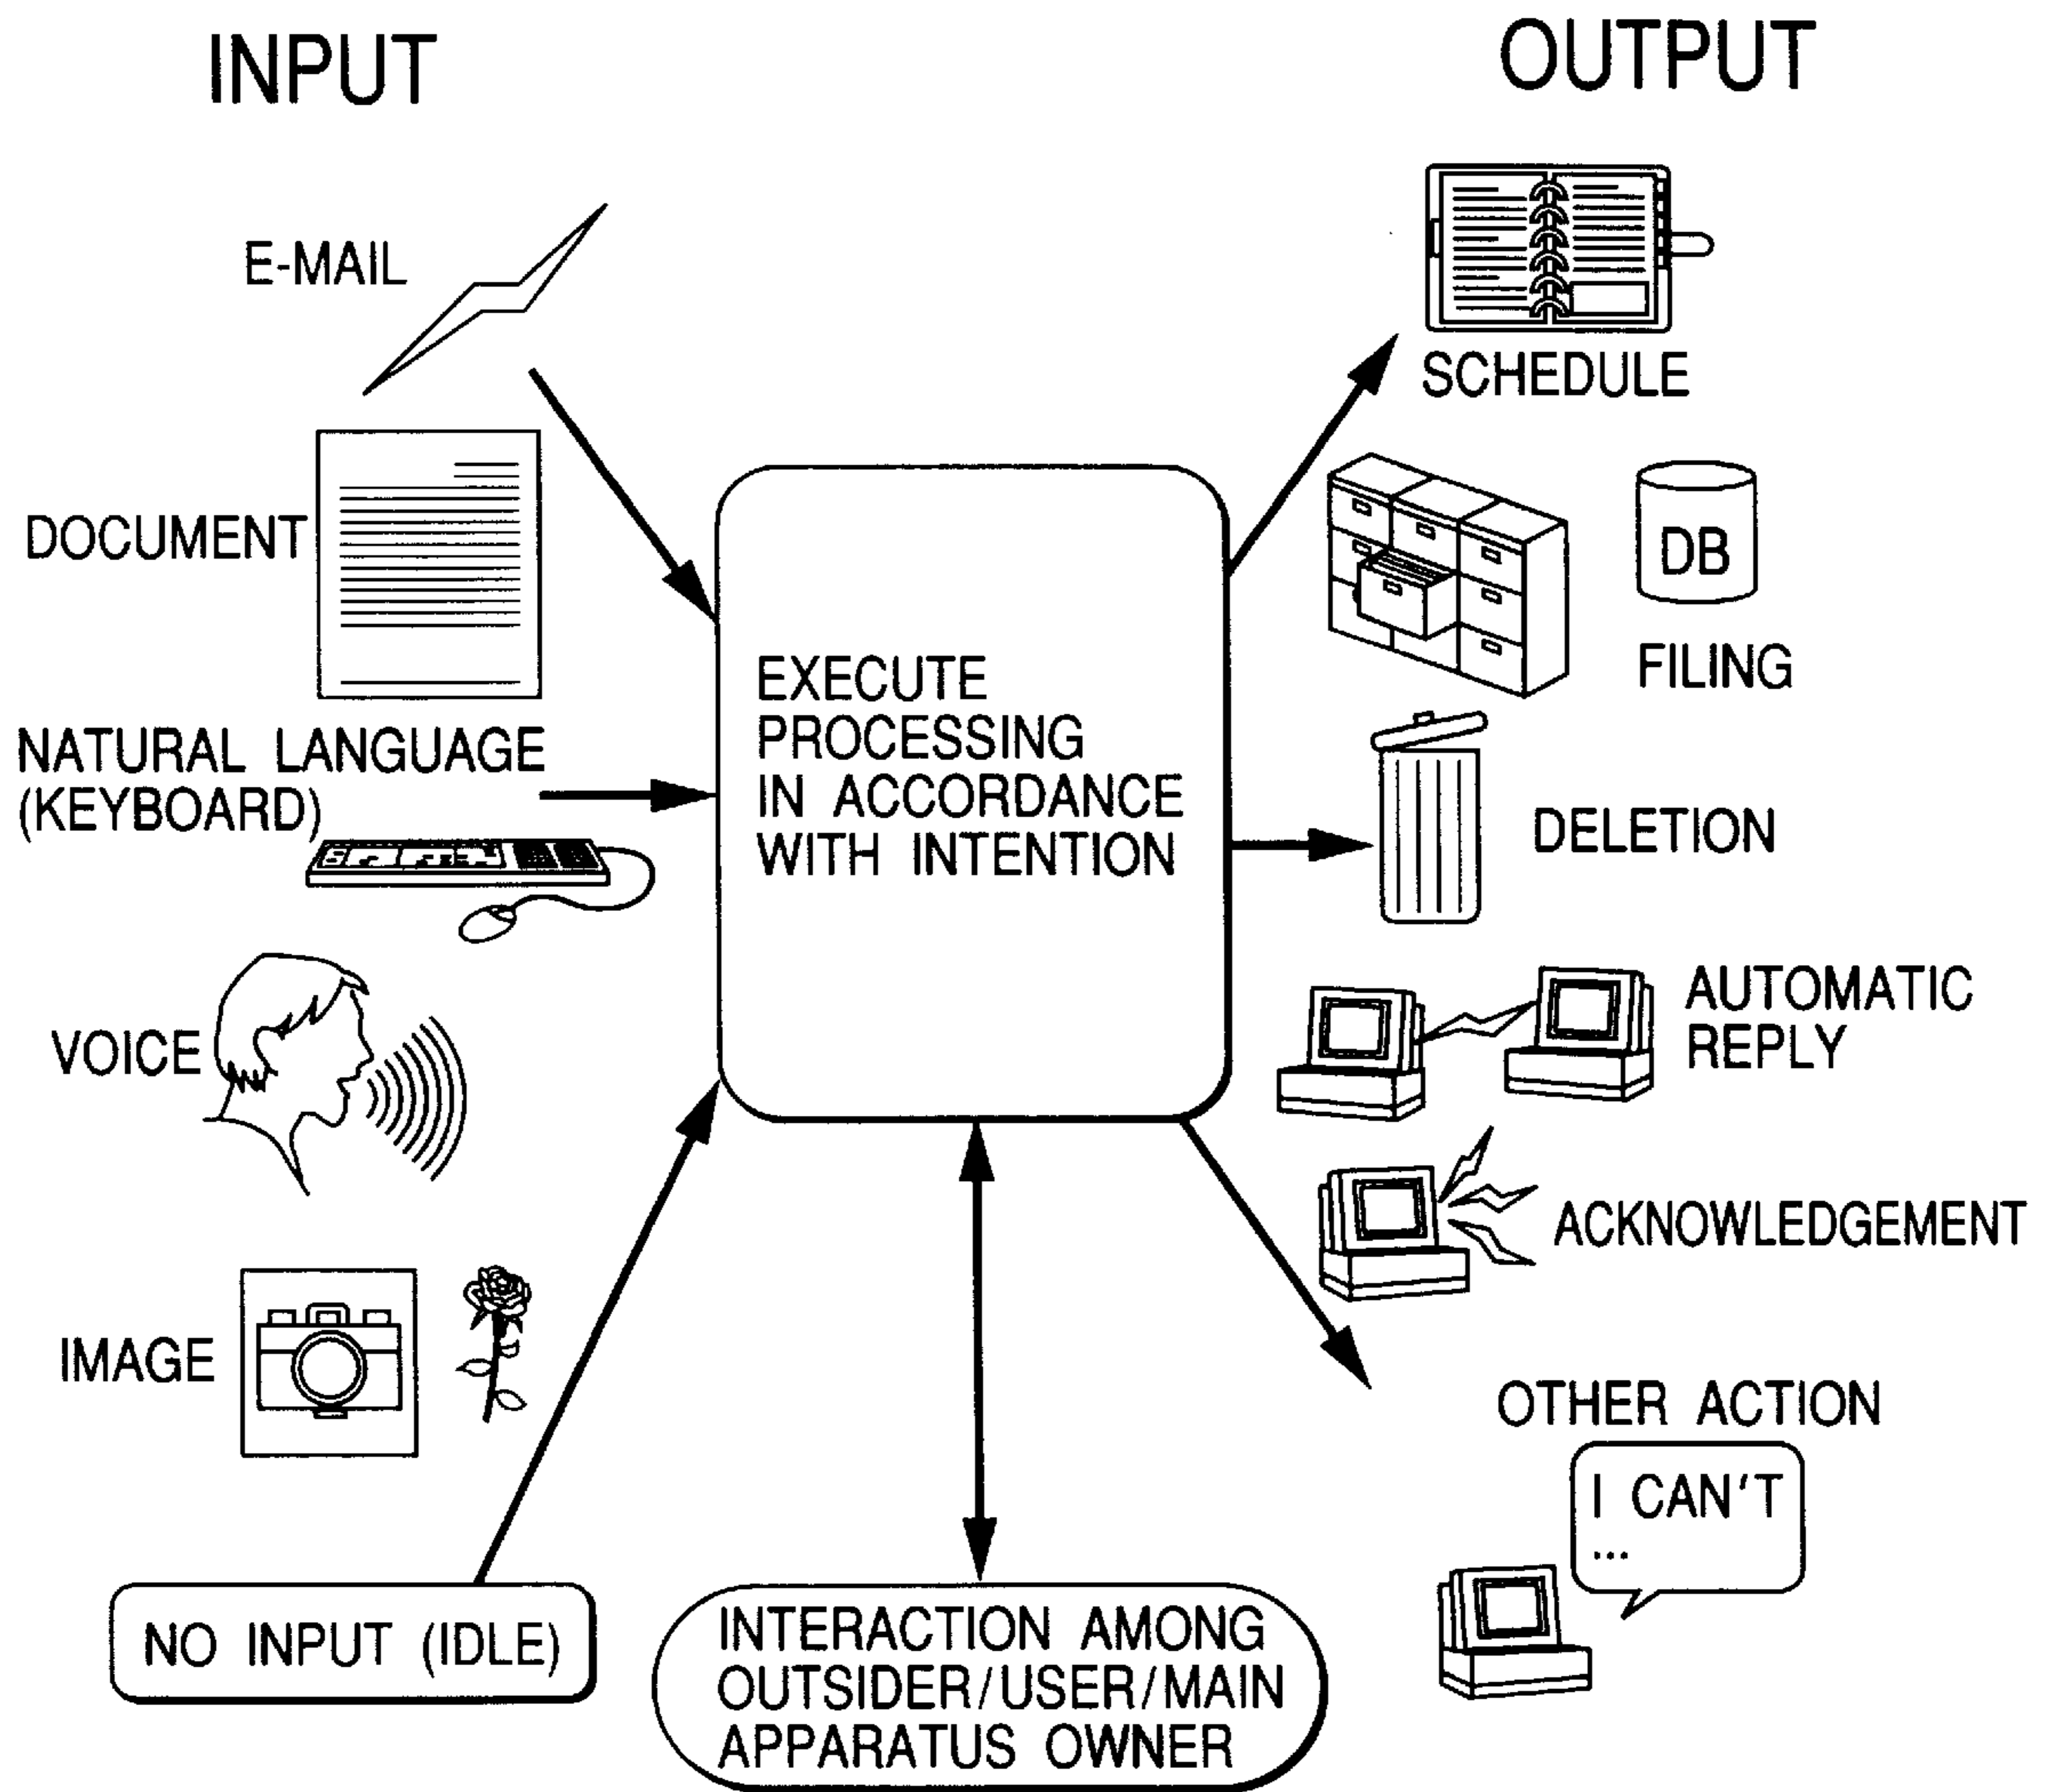 INPUT
OUTPUT
E-MAIL
DOCUMENT
NATURAL LANGUAGE
(KEYBOARD)
VOICE
IMAGE
NO INPUT (IDLE)
EXECUTE
PROCESSING
IN ACCORDANCE
WITH INTENTION
INTERACTION AMONG
OUTSIDER/USER/MAIN
APPARATUS OWNER
SCHEDULE
DB
FILING
DELETION
AUTOMATIC
REPLY
ACKNOWLEDGEMENT
OTHER ACTION
I CAN'T
...